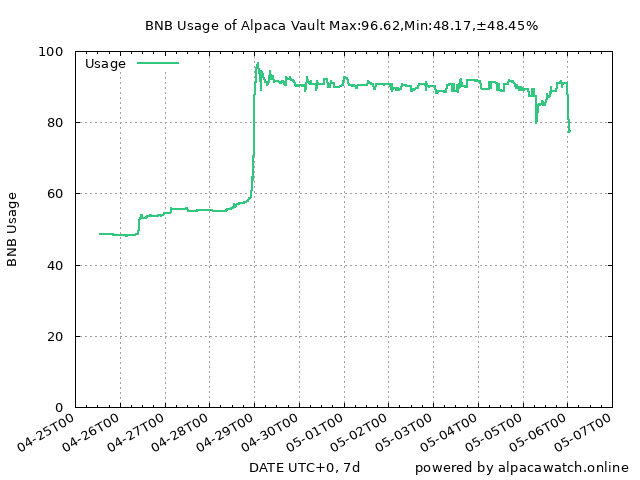 BNB Usage of Alpaca Vault Max:96.62,Min:48.17,±48.45%
Usage
100
80
60
40
20
0
BNB Usage
04-25T00 04-26T00 04-27T00 04-28T00 04-29T00 04-30T00 05-01T00 05-02T00 05-03T00 05-04T00 05-05T00 05-06T00 05-07T00
DATE UTC+0, 7d powered by alpacawatch.online